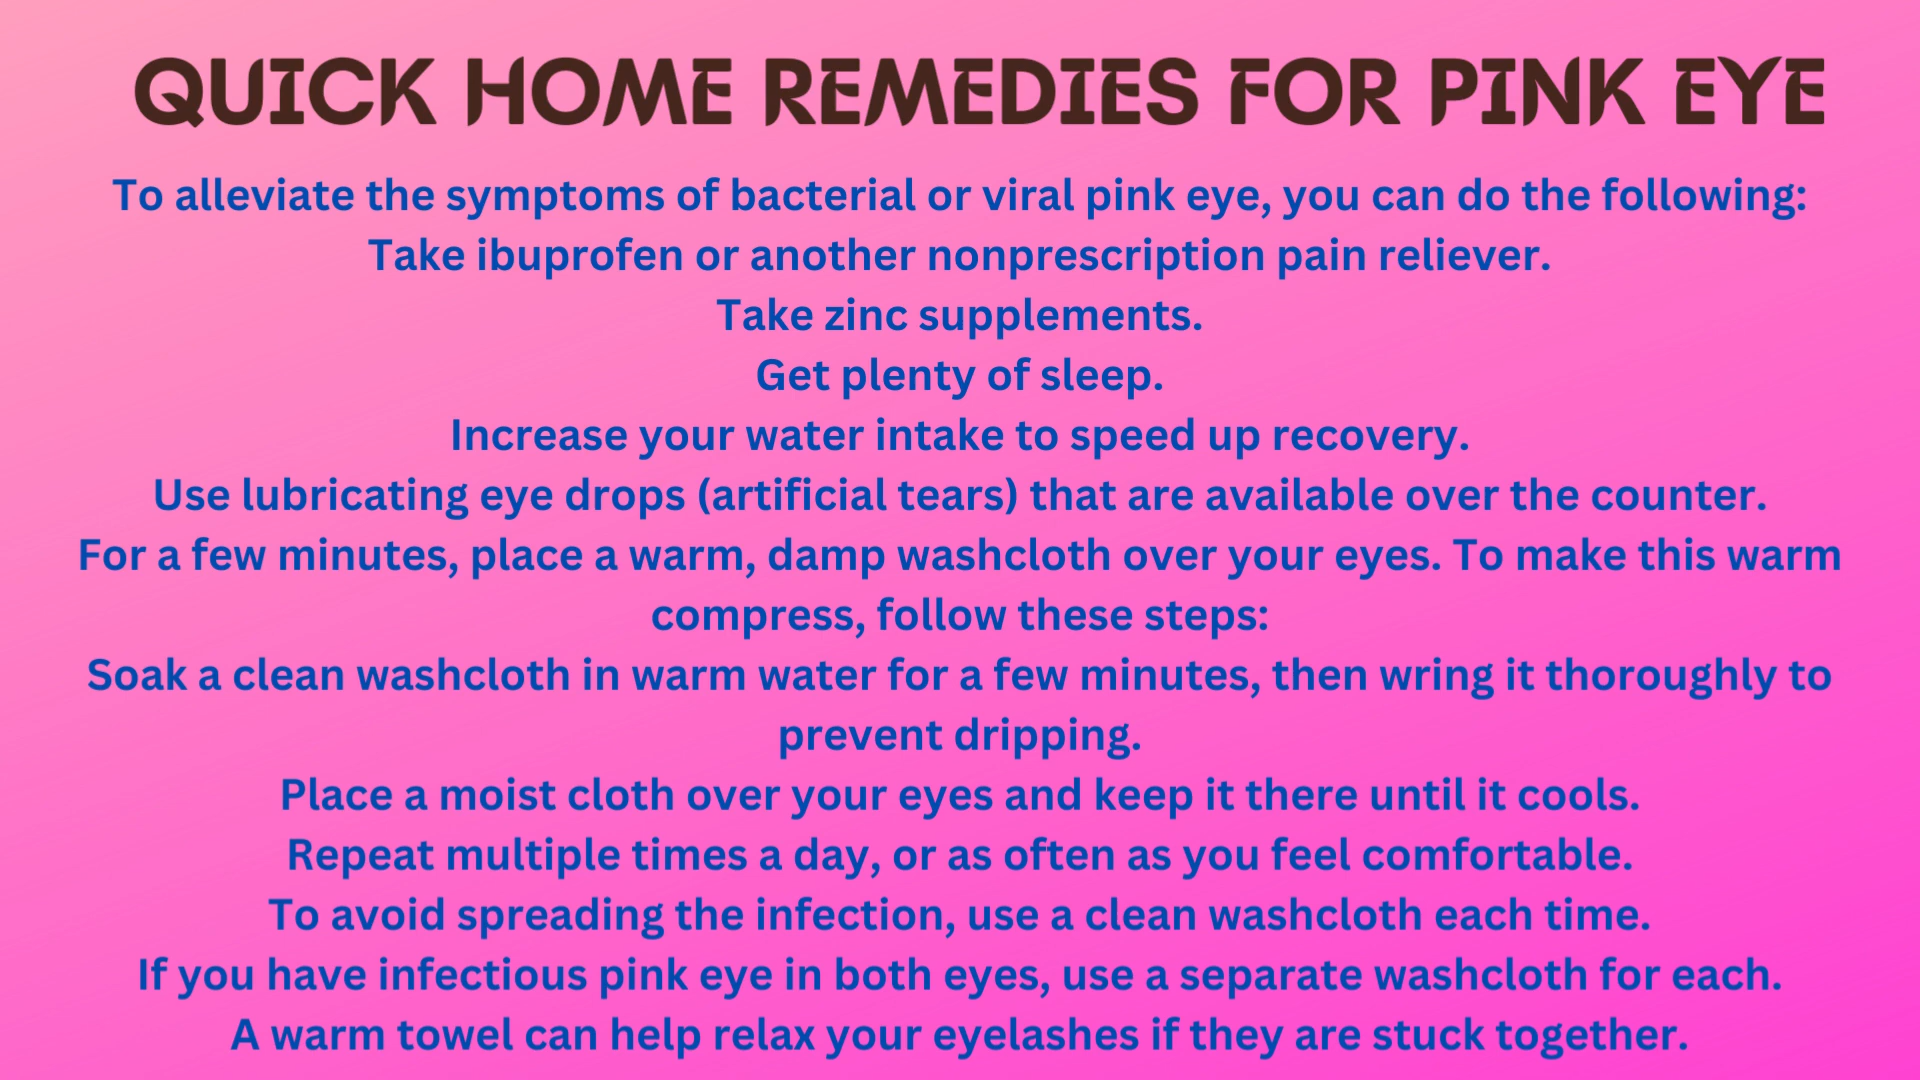 QUICK HOME REMEDIES FOR PINK EYE
To alleviate the symptoms of bacterial or viral pink eye, you can do the following:
Take ibuprofen or another nonprescription pain reliever.
Take zinc supplements.
Get plenty of sleep.
Increase your water intake to speed up recovery.
Use lubricating eye drops (artificial tears) that are available over the counter.
For a few minutes, place a warm, damp washcloth over your eyes. To make this warm
compress, follow these steps:
Soak a clean washcloth in warm water for a few minutes, then wring it thoroughly to
prevent dripping.
Place a moist cloth over your eyes and keep it there until it cools.
Repeat multiple times a day, or as often as you feel comfortable.
To avoid spreading the infection, use a clean washcloth each time.
If you have infectious pink eye in both eyes, use a separate washcloth for each.
A warm towel can help relax your eyelashes if they are stuck together.